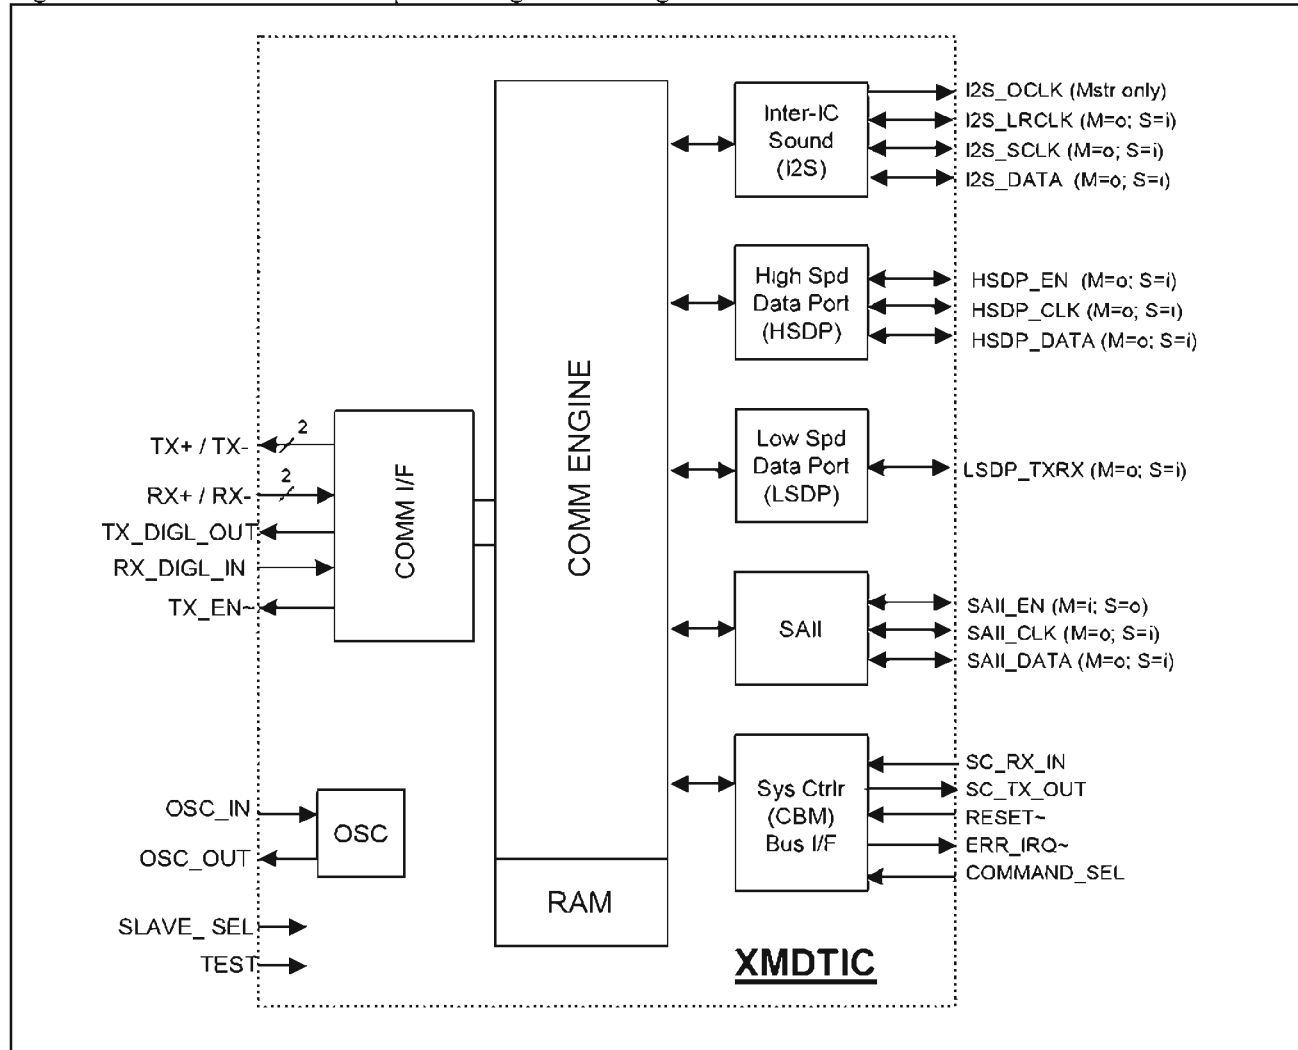 TX+ / TX-
2
RX+ / RX-
2
TX_DIGL_OUT
RX_DIGL_IN
TX_EN~
COMM I/F
OSC_IN
OSC_OUT
OSC
SLAVE_ SEL
TEST
COMM ENGINE
RAM
Inter-IC
Sound
(I2S)
I2S_OCLK (Mstr only)
I2S_LRCLK (M=o; S=i)
I2S_SCLK (M=o; S=i)
I2S_DATA (M=o; S=i)
High Spd
Data Port
(HSDP)
HSDP_EN (M=o; S=i)
HSDP_CLK (M=o; S=i)
HSDP_DATA (M=o; S=i)
Low Spd
Data Port
(LSDP)
LSDP_TXRX (M=o; S=i)
SAII
SAII_EN (M=i; S=o)
SAII_CLK (M=o; S=i)
SAII_DATA (M=o; S=i)
Sys Ctrlr
(CBM)
Bus I/F
SC_RX_IN
SC_TX_OUT
RESET~
ERR_IRQ~
COMMAND_SEL
XMDTIC